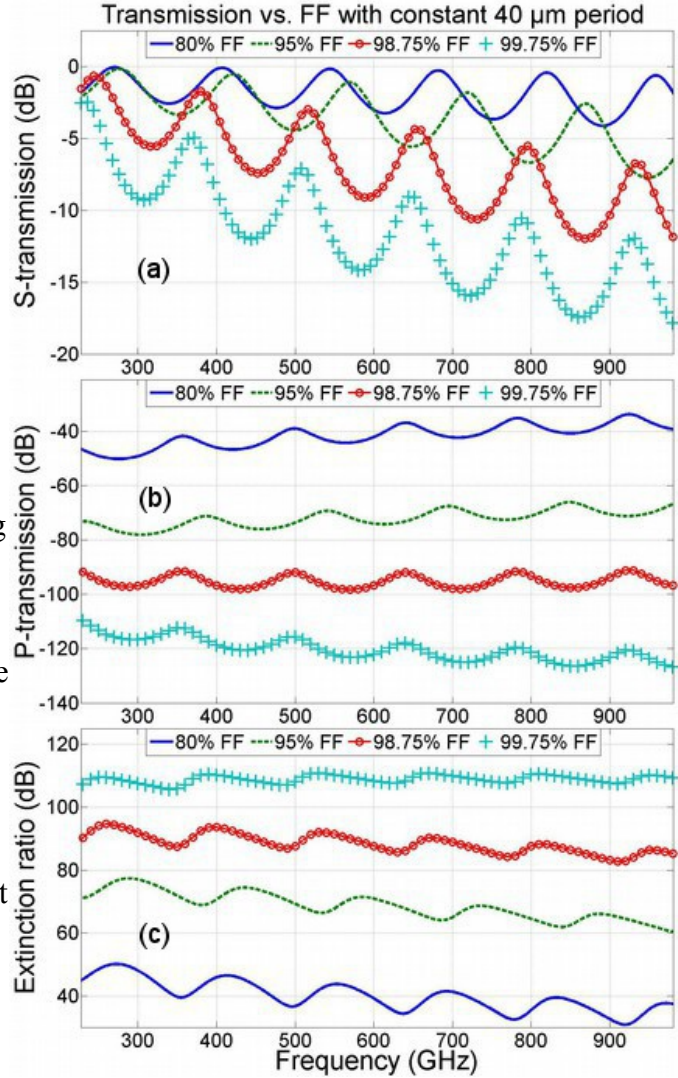 Transmission vs. FF with constant 40 µm period
80% FF 95% FF 98.75% FF 99.75% FF
S-transmission (dB)
0
-5
-10
-15
-20
(a)
300 400 500 600 700 800 900
80% FF 95% FF 98.75% FF 99.75% FF
P-transmission (dB)
-40
-60
-80
-100
-120
-140
(b)
g
e
300 400 500 600 700 800 900
80% FF 95% FF 98.75% FF 99.75% FF
Extinction ratio (dB)
120
100
80
60
40
t
(c)
300 400 500 600 700 800 900
Frequency (GHz)